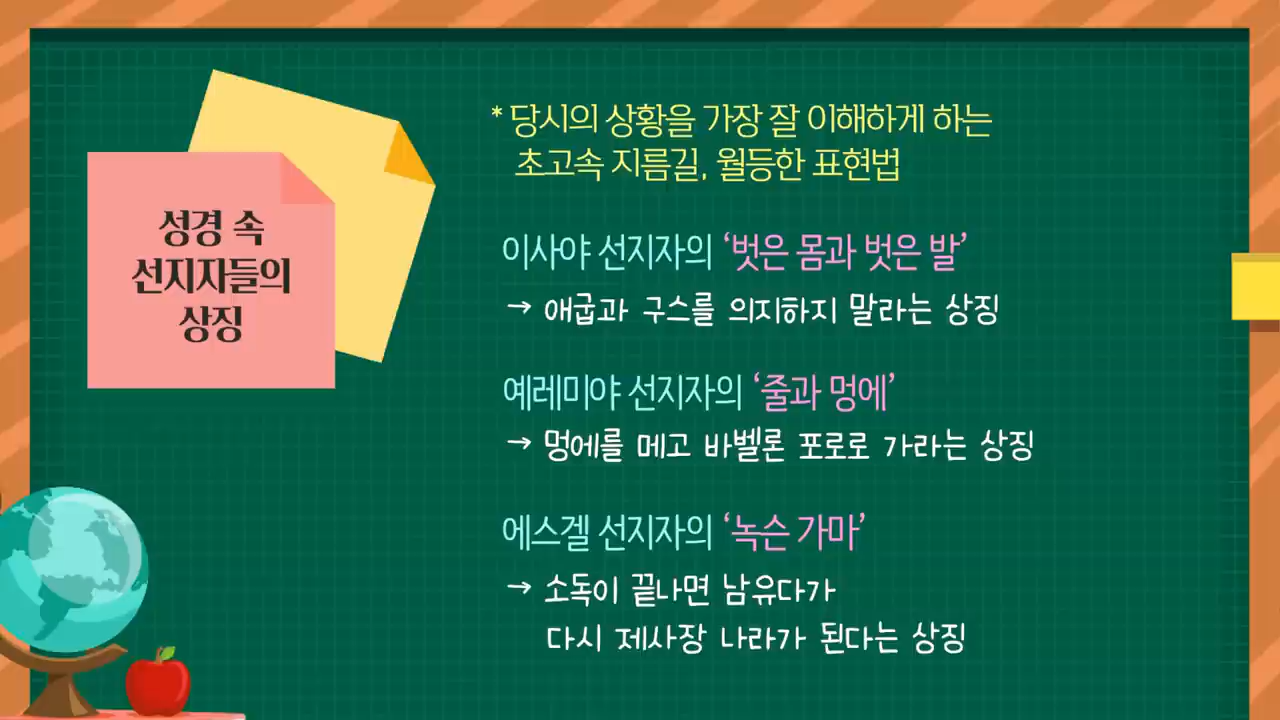 성경 속
선지자들의
상징
* 당시의 상황을 가장 잘 이해하게 하는
초고속 지름길, 월등한 표현법
이사야 선지자의 ‘벗은 몸과 벗은 발’
→ 애굽과 구스를 의지하지 말라는 상징
예레미야 선지자의 ‘줄과 멍에’
→ 멍에를 메고 바벨론 포로로 가라는 상징
에스겔 선지자의 ‘녹슨 가마’
→ 소독이 끝나면 남유다가
다시 제사장 나라가 된다는 상징